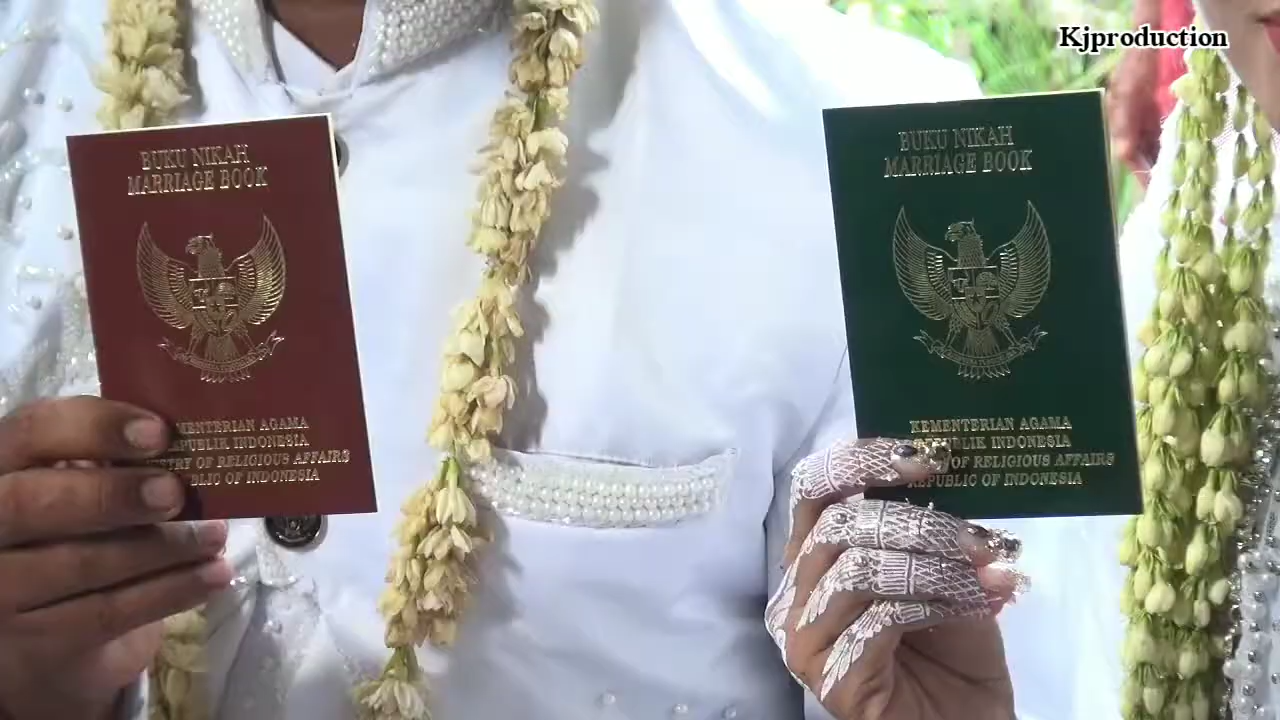 Kjproduction
BUKU NIKAH
MARRIAGE BOOK
AGAMA
INDONESIA
OF RELIGIOUS AFFAIRS
OF INDONESIA
BUKU NIKAH
MARRIAGE BOOK
KEMENTERIAN AGAMA
INDONESIA
OF RELIGIOUS AFFAIRS
REPUBLIC OF INDONESIA